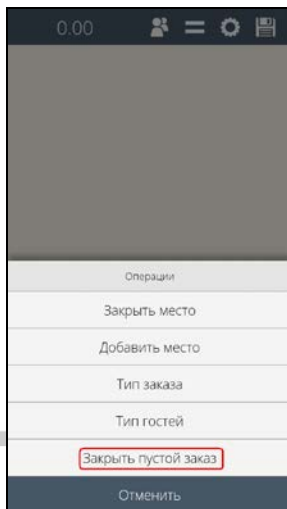 0.00
Операции
Закрыть место
Добавить место
Тип заказа
Тип гостей
Закрыть пустой заказ
Отменить